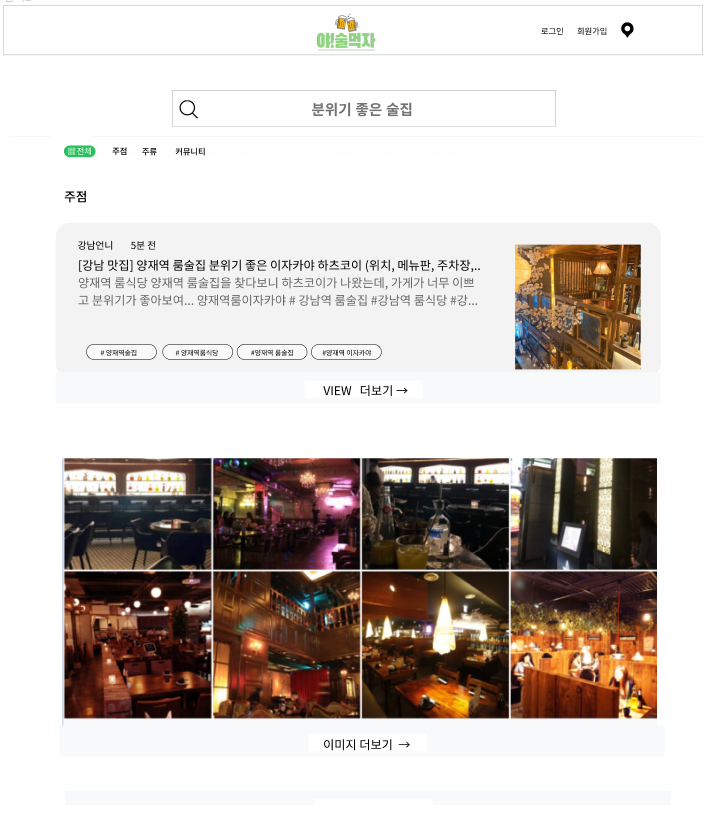 야!술먹자
로그인 회원가입
분위기 좋은 술집
전체 주점 주류 커뮤니티
주점
강남언니 5분 전
[강남 맛집] 양재역 룸술집 분위기 좋은 이자카야 하츠코이 (위치, 메뉴판, 주차장,..
양재역 룸식당 양재역 룸술집을 찾다보니 하츠코이가 나왔는데, 가게가 너무 이쁘
고 분위기가 좋아보여... 양재역룸이자카야 # 강남역 룸술집 #강남역 룸식당 #강...
# 양재역술집 # 양재역룸식당 #양재역 룸술집 #양재역 이자카야
VIEW 더보기 →
이미지 더보기 →